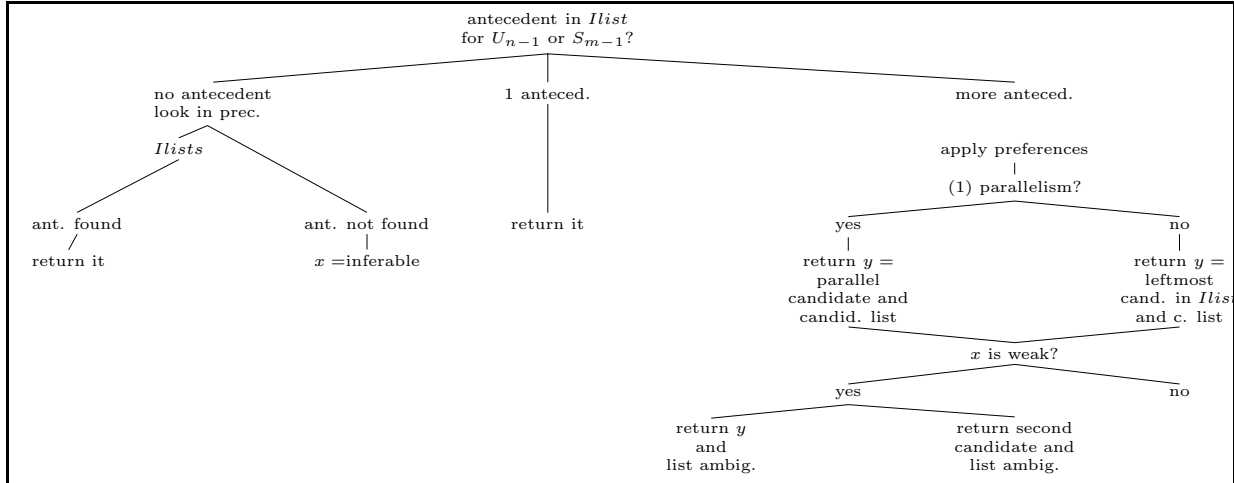 antecedent in Ilist
for Uₙ₋₁ or Sₘ₋₁?
no antecedent
look in prec.
Ilists
1 anteced.
more anteced.
apply preferences
(1) parallelism?
ant. found
ant. not found
return it
yes
no
return it
x =inferable
return y =
parallel
candidate and
candid. list
return y =
leftmost
cand. in Ilist
and c. list
x is weak?
yes
no
return y
and
list ambig.
return second
candidate and
list ambig.